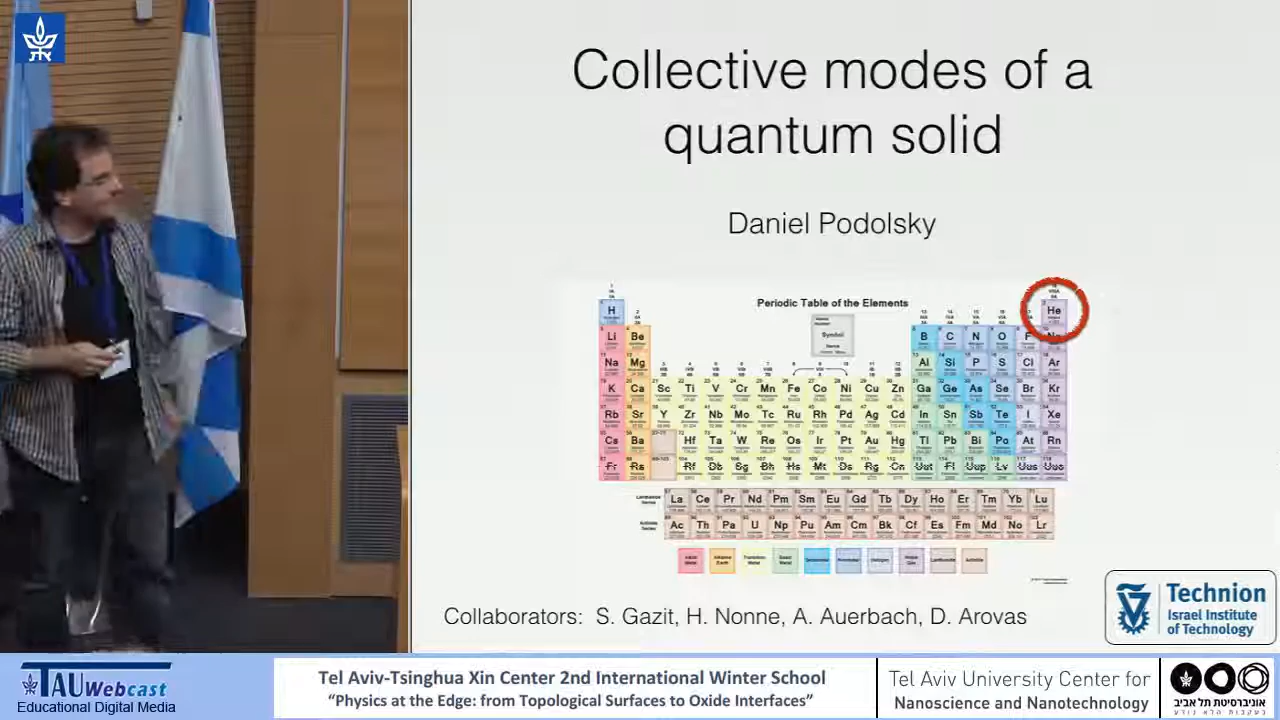 Collective modes of a
quantum solid
Daniel Podolsky
Periodic Table of the Elements
H He
Li Be B C N O F
Na Mg Al Si P S Cl Ar
K Ca Sc Ti V Cr Mn Fe Co Ni Cu Zn Ga Ge As Se Br Kr
Rb Sr Y Zr Nb Mo Tc Ru Rh Pd Ag Cd In Sn Sb Te I Xe
Cs Ba Hf Ta W Re Os Ir Pt Au Hg Tl Pb Bi Po At Rn
Fr Ra Rf Db Sg Bh Hs Mt Ds Rg Cn Uut Fl Uup Lv Uus Uuo
La Ce Pr Nd Pm Sm Eu Gd Tb Dy Ho Er Tm Yb Lu
Ac Th Pa U Np Pu Am Cm Bk Cf Es Fm Md No Lr
Collaborators: S. Gazit, H. Nonne, A. Auerbach, D. Arovas
Technion
Israel Institute
of Technology
TAUWebcast
Educational Digital Media
Tel Aviv-Tsinghua Xin Center 2nd International Winter School
“Physics at the Edge: from Topological Surfaces to Oxide Interfaces”
Tel Aviv University Center for
Nanoscience and Nanotechnology
אוניברסיטת תל אביב